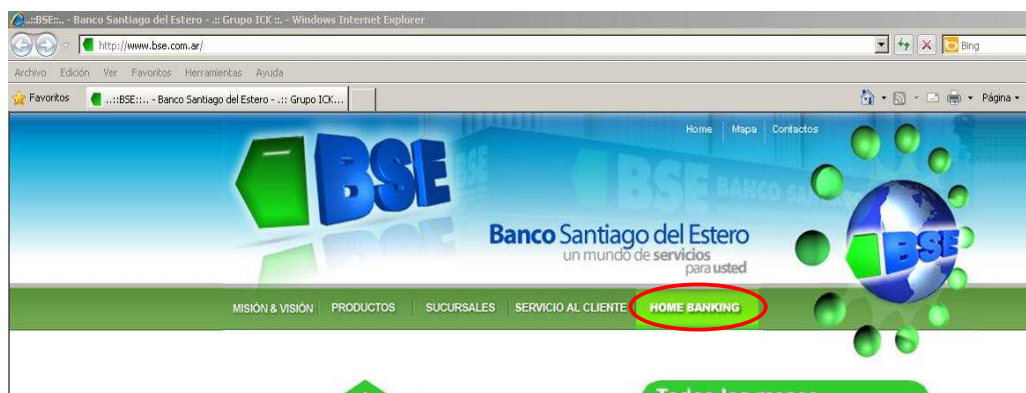 ..::BSE::.. - Banco Santiago del Estero - .:: Grupo ICK ::. - Windows Internet Explorer
http://www.bse.com.ar/
Bing
Archivo Edición Ver Favoritos Herramientas Ayuda
Favoritos
..::BSE::.. - Banco Santiago del Estero - .:: Grupo ICK...
Página
Home Mapa Contactos
BSE
BSE BANCO
BSE
Banco Santiago del Estero
un mundo de servicios
para usted
MISIÓN & VISIÓN PRODUCTOS SUCURSALES SERVICIO AL CLIENTE HOME BANKING